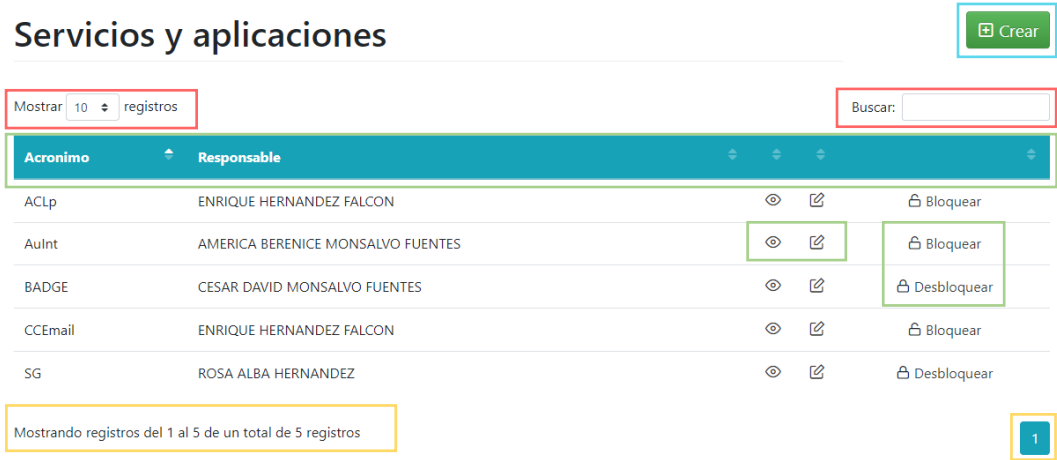 Servicios y aplicaciones
Crear
Mostrar 10 registros
Buscar:
Acronimo Responsable
ACLp ENRIQUE HERNANDEZ FALCON Bloquear
AuInt AMERICA BERENICE MONSALVO FUENTES Bloquear
BADGE CESAR DAVID MONSALVO FUENTES Desbloquear
CCEmail ENRIQUE HERNANDEZ FALCON Bloquear
SG ROSA ALBA HERNANDEZ Desbloquear
Mostrando registros del 1 al 5 de un total de 5 registros
1